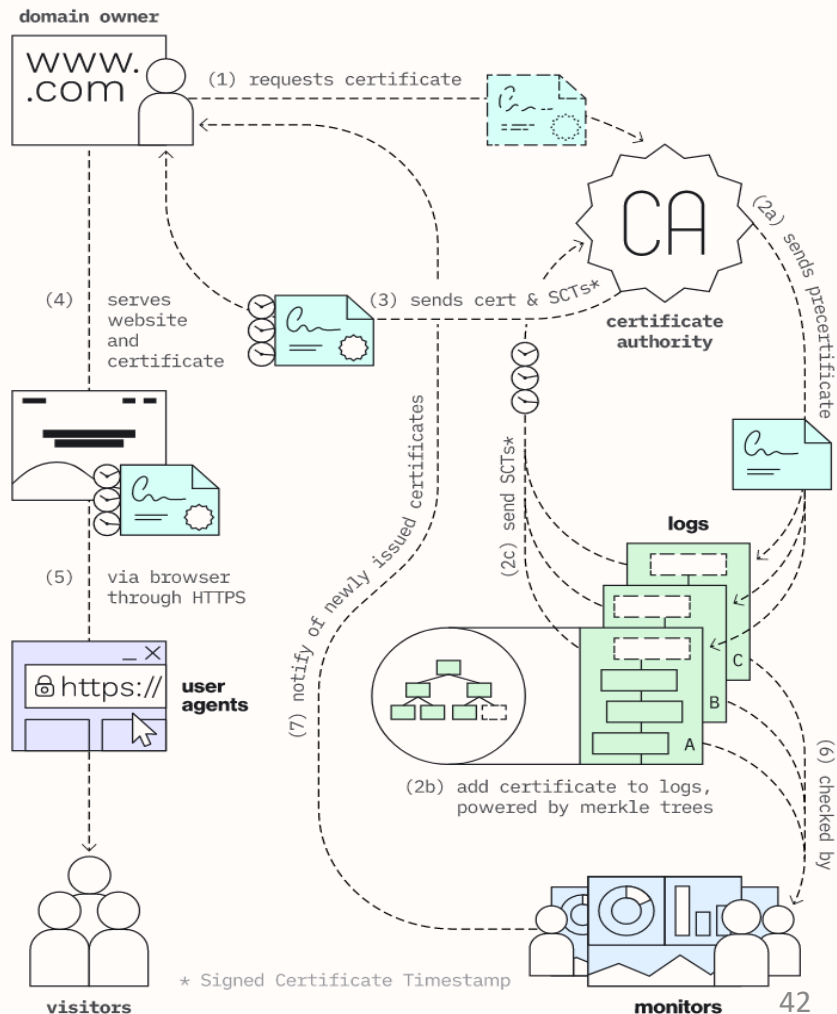 domain owner
www.
.com
(1) requests certificate
CA
certificate
authority
(2a) sends precertificate
(3) sends cert & SCTs*
(4) serves
website
and
certificate
(2c) send SCTs*
logs
(5) via browser
through HTTPS
https://
user
agents
C
B
A
(2b) add certificate to logs,
powered by merkle trees
(6) checked by
(7) notify of newly issued certificates
* Signed Certificate Timestamp
visitors
monitors
42